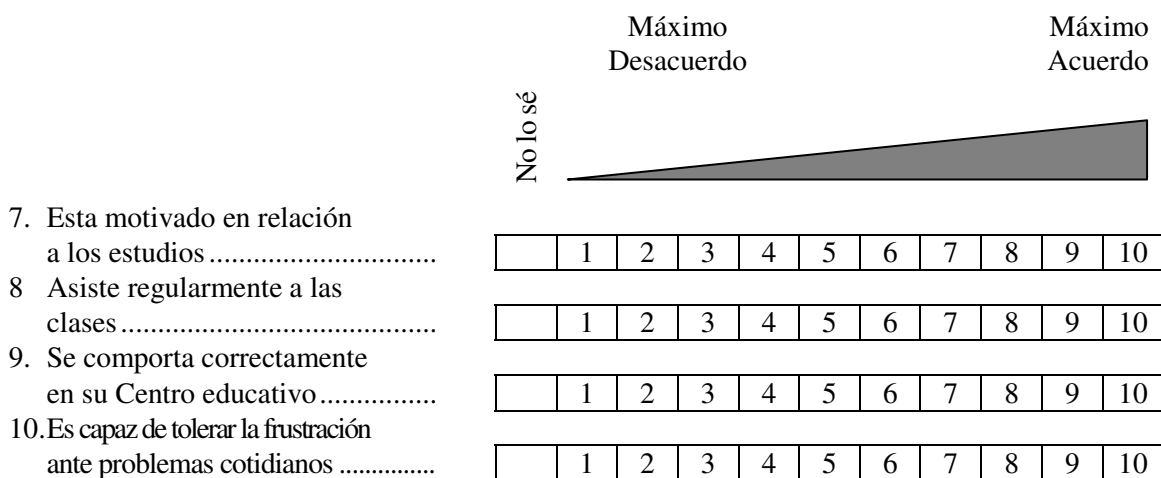 Máximo Máximo
Desacuerdo Acuerdo
No lo sé
7. Esta motivado en relación
a los estudios.............................. 1 2 3 4 5 6 7 8 9 10
8 Asiste regularmente a las
clases.......................................... 1 2 3 4 5 6 7 8 9 10
9. Se comporta correctamente
en su Centro educativo................ 1 2 3 4 5 6 7 8 9 10
10.Es capaz de tolerar la frustración
ante problemas cotidianos ............... 1 2 3 4 5 6 7 8 9 10